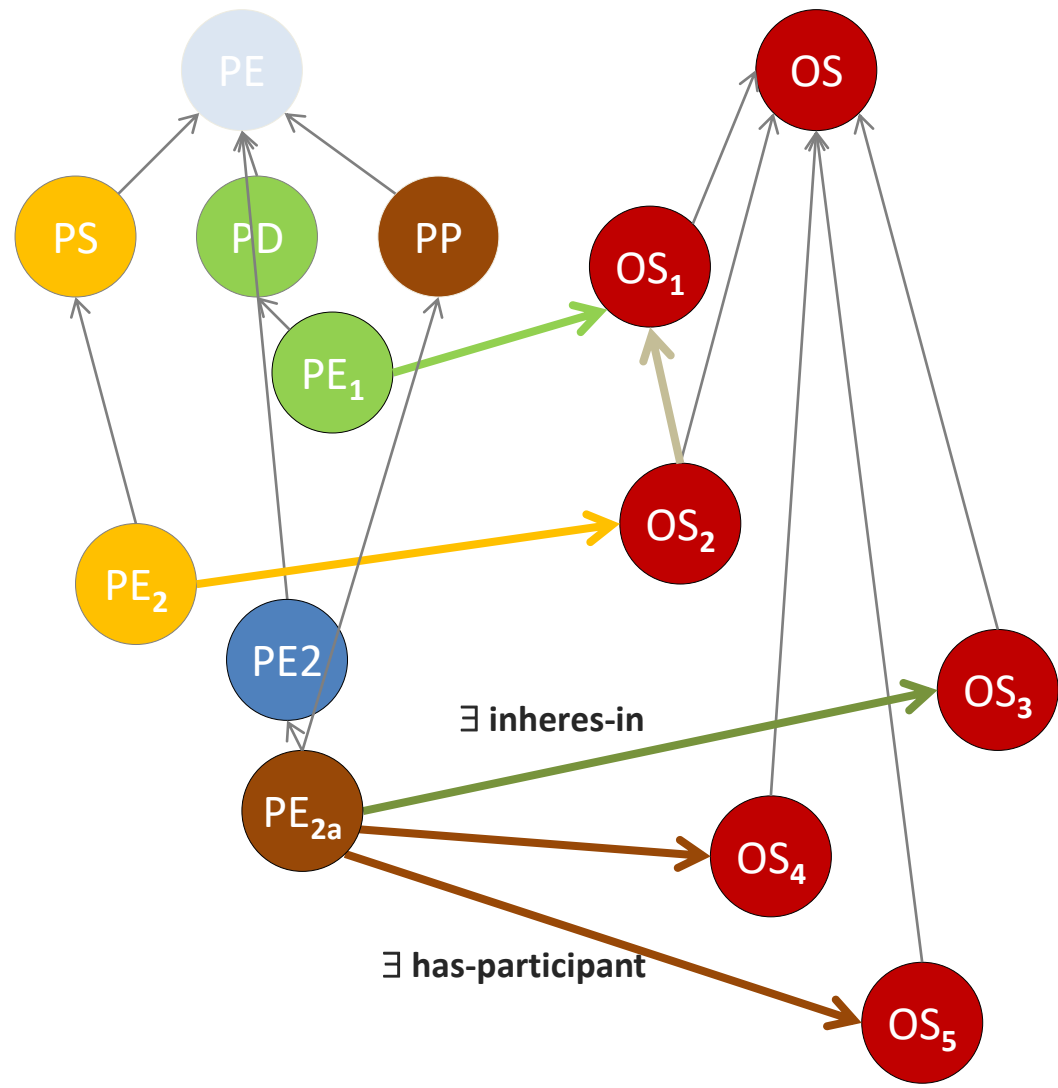 PE
OS
PS
PD
PP
OS₁
PE₁
OS₂
PE₂
PE2
OS₃
∃ inheres-in
PE₂ₐ
OS₄
∃ has-participant
OS₅